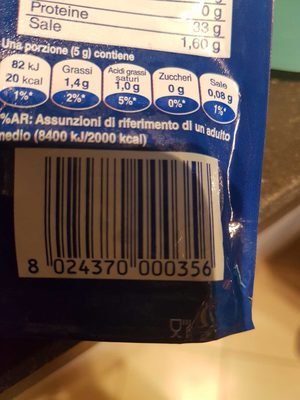 0 g
Proteine
33 g
Sale
1,60 g
Una porzione (5 g) contiene
82 kJ
20 kcal
1%*
Grassi
1,4 g
2%*
Acidi grassi
saturi
1,0 g
5%*
Zuccheri
0 g
0%*
Sale
0,08 g
1%*
%AR: Assunzioni di riferimento di un adulto
medio (8400 kJ/2000 kcal)
8 024370 000356